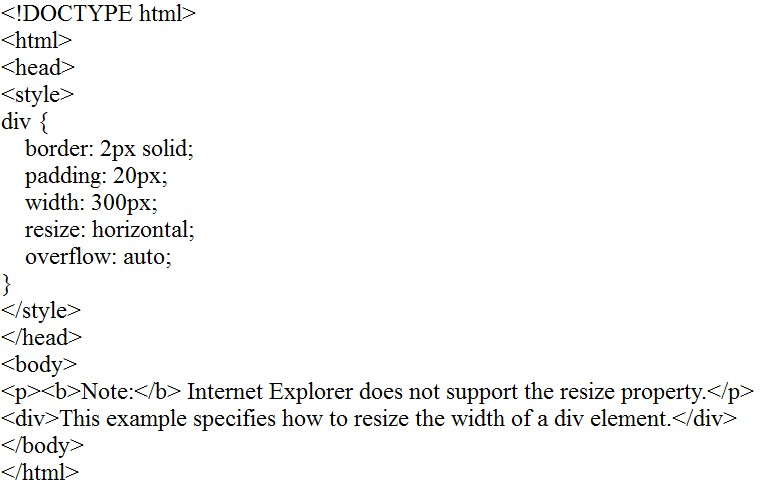 <!DOCTYPE html>
<html>
<head>
<style>
div {
    border: 2px solid;
    padding: 20px;
    width: 300px;
    resize: horizontal;
    overflow: auto;
}
</style>
</head>
<body>
<p><b>Note:</b> Internet Explorer does not support the resize property.</p>
<div>This example specifies how to resize the width of a div element.</div>
</body>
</html>